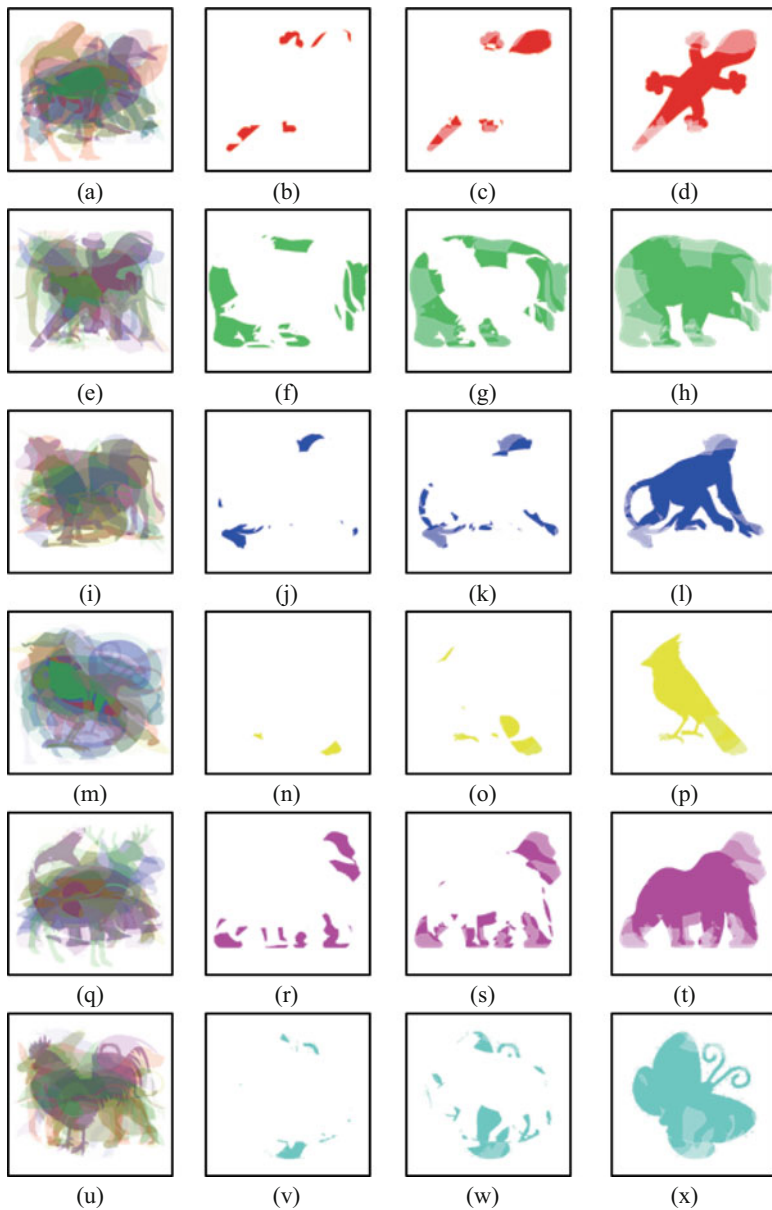 (a) (b) (c) (d)
(e) (f) (g) (h)
(i) (j) (k) (l)
(m) (n) (o) (p)
(q) (r) (s) (t)
(u) (v) (w) (x)